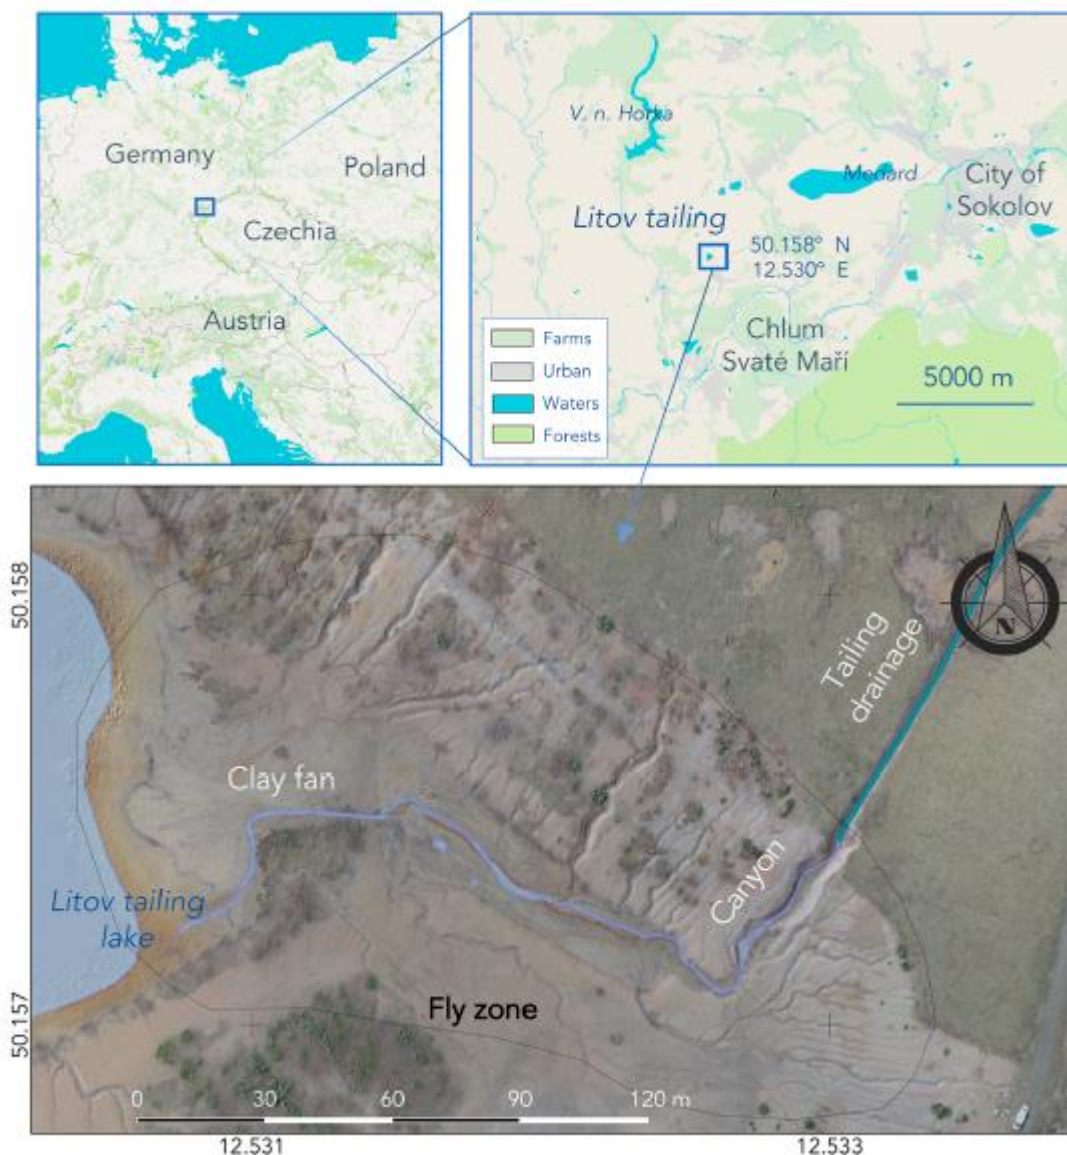 Germany
Poland
Czechia
Austria
V. n. Horka
Medard
City of
Sokolov
Litov tailing
50.158° N
12.530° E
Chlum
Svaté Maří
Farms
Urban
Waters
Forests
5000 m
50.158
50.157
Tailing
drainage
N
Clay fan
Canyon
Litov tailing
lake
Fly zone
0 30 60 90 120 m
12.531 12.533